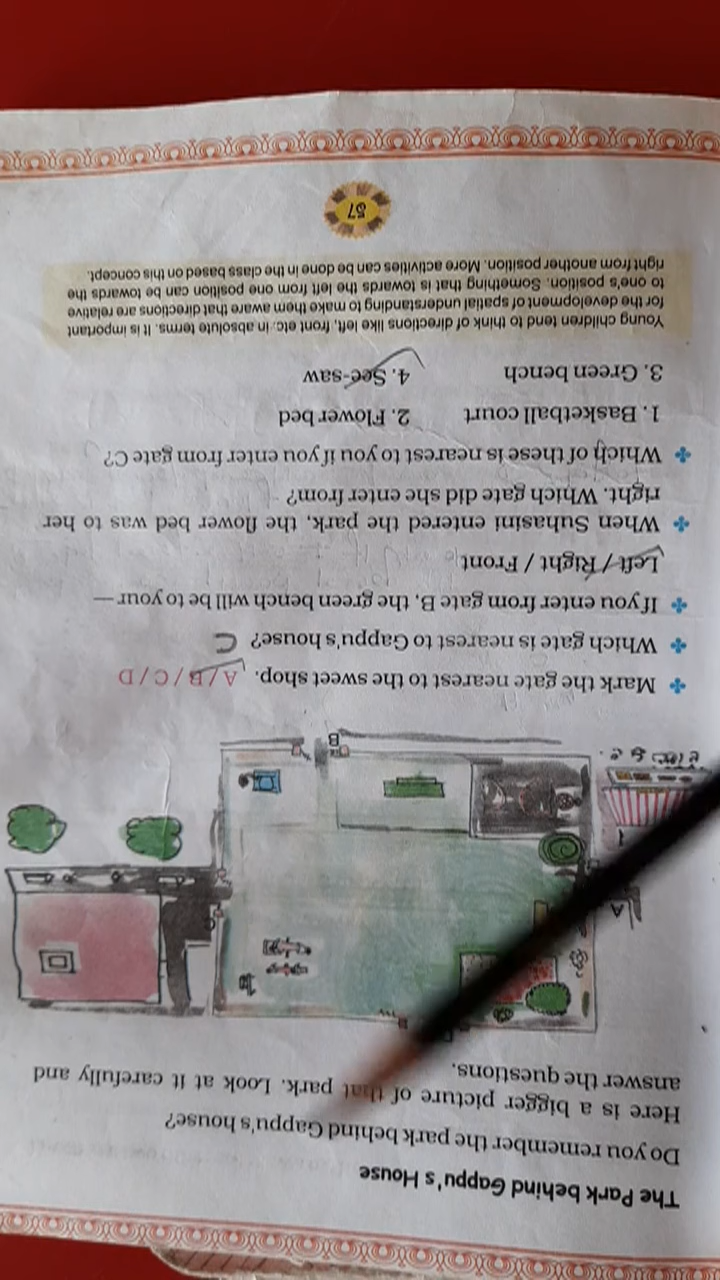 The Park behind Gappu's House
Do you remember the park behind Gappu's house?
Here is a bigger picture of that park. Look at it carefully and
answer the questions.
A
B
Mark the gate nearest to the sweet shop. A / B / C / D
Which gate is nearest to Gappu's house? C
If you enter from gate B, the green bench will be to your —
Left / Right / Front
When Suhasini entered the park, the flower bed was to her
right. Which gate did she enter from?
Which of these is nearest to you if you enter from gate C?
1. Basketball court 2. Flower bed
3. Green bench 4. See-saw
Young children tend to think of directions like left, front etc. in absolute terms. It is important
for the development of spatial understanding to make them aware that directions are relative
to one's position. Something that is towards the left from one position can be towards the
right from another position. More activities can be done in the class based on this concept.
57